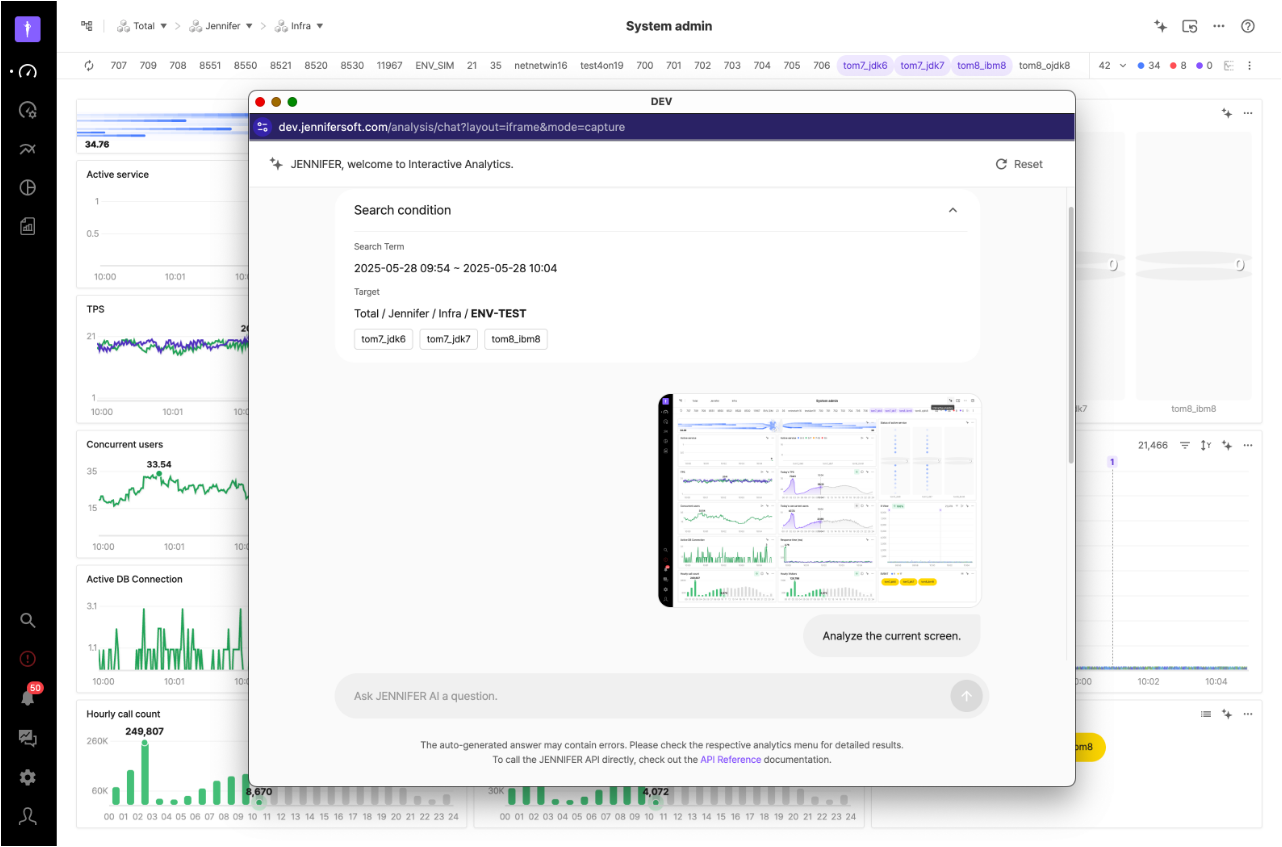 Total Jennifer Infra
System admin
707 709 708 8551 8550 8521 8520 8530 11967 ENV_SIM 21 35 netnetwin16 test4on19 700 701 702 703 704 705 706 tom7_jdk6 tom7_jdk7 tom8_ibm8 tom8_ojdk8 42 34 8 0
34.76
Active service
1
0.5
10:00 10:01
TPS
21
1
10:00 10:01
Concurrent users
33.54
35
15
10:00 10:01
Active DB Connection
3.1
1.1
10:00 10:01
50
Hourly call count
249,807
260K
60K
8,670
00 01 02 03 04 05 06 07 08 09 10 11 12 13 14 15 16 17 18 19 20 21 22 23 24
DEV
dev.jennifersoft.com/analysis/chat?layout=iframe&mode=capture
JENNIFER, welcome to Interactive Analytics.
Reset
Search condition
Search Term
2025-05-28 09:54 ~ 2025-05-28 10:04
Target
Total / Jennifer / Infra / ENV-TEST
tom7_jdk6 tom7_jdk7 tom8_ibm8
System admin
Analyze the current screen.
Ask JENNIFER AI a question.
The auto-generated answer may contain errors. Please check the respective analytics menu for detailed results.
To call the JENNIFER API directly, check out the API Reference documentation.
30K
4,072
00 01 02 03 04 05 06 07 08 09 10 11 12 13 14 15 16 17 18 19 20 21 22 23 24
0 0
tom8_ibm8
21,466
1
10:02 10:04